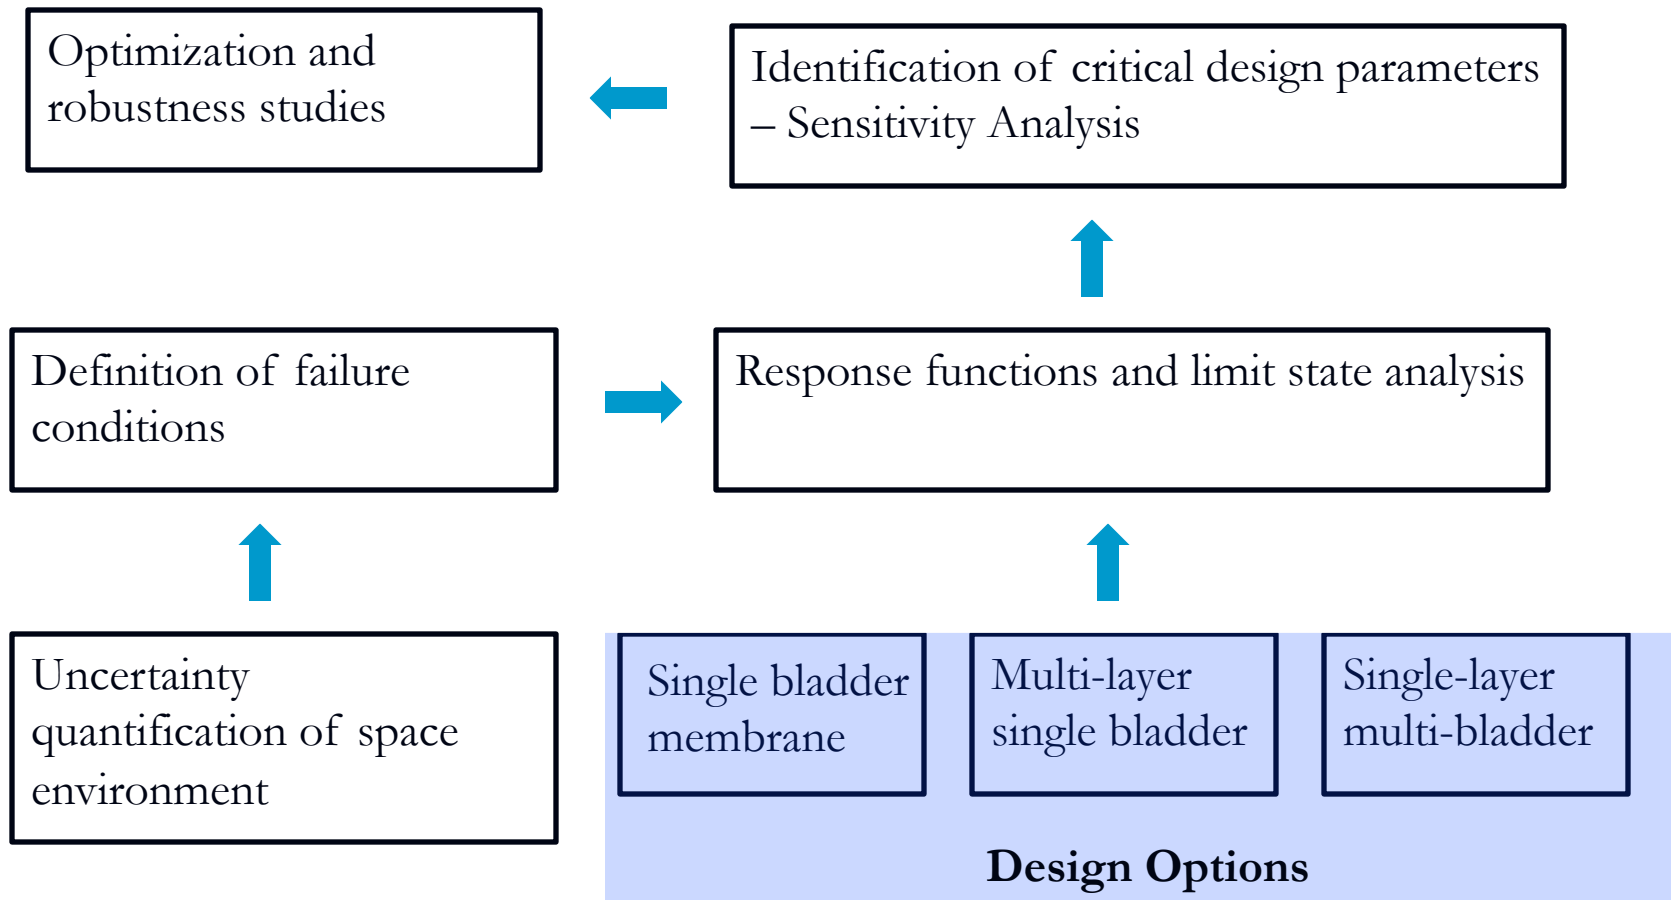 Optimization and
robustness studies
Identification of critical design parameters
– Sensitivity Analysis
Definition of failure
conditions
Response functions and limit state analysis
Uncertainty
quantification of space
environment
Single bladder
membrane
Multi-layer
single bladder
Single-layer
multi-bladder
Design Options